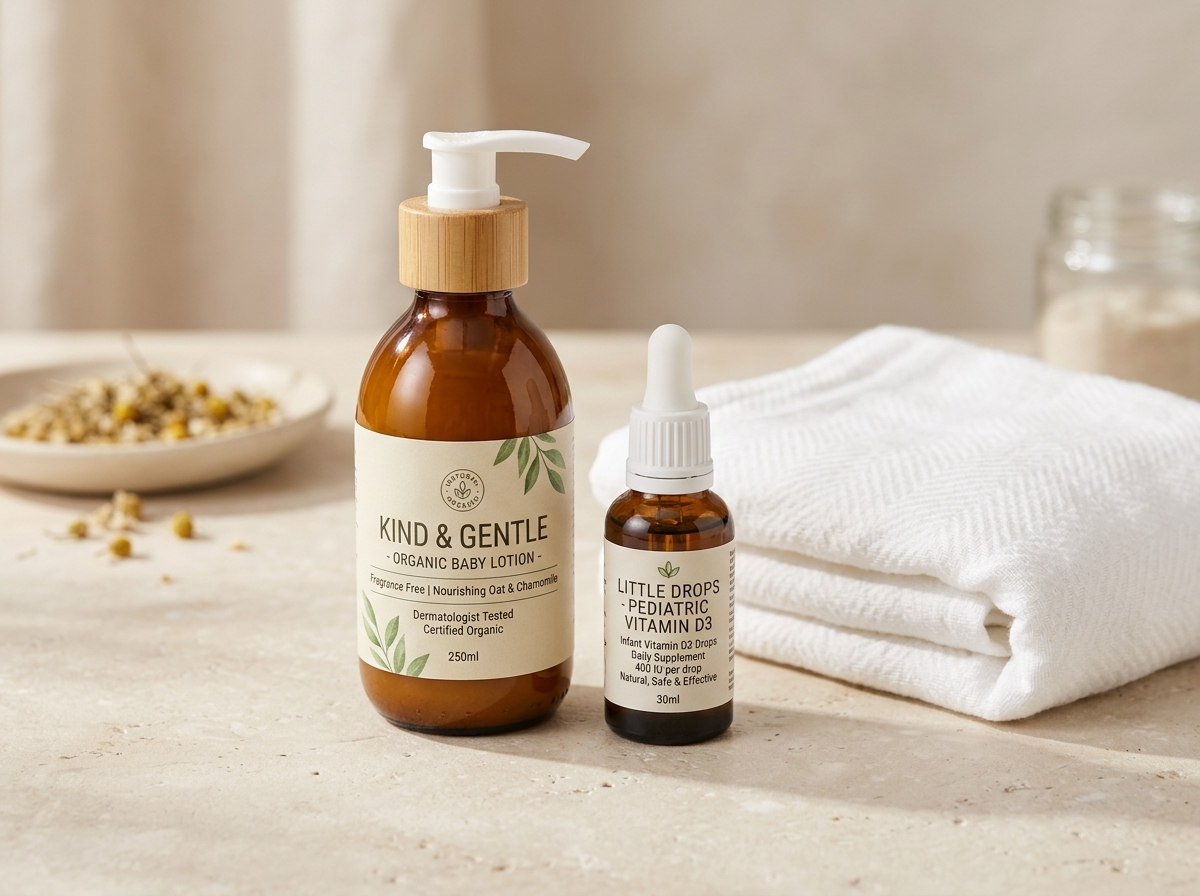 KIND & GENTLE
- ORGANIC BABY LOTION -
Fragrance Free | Nourishing Oat & Chamomile
Dermatologist Tested
Certified Organic
250ml
LITTLE DROPS
- PEDIATRIC
VITAMIN D3
Infant Vitamin D3 Drops
Daily Supplement
400 IU per drop
Natural, Safe & Effective
30ml